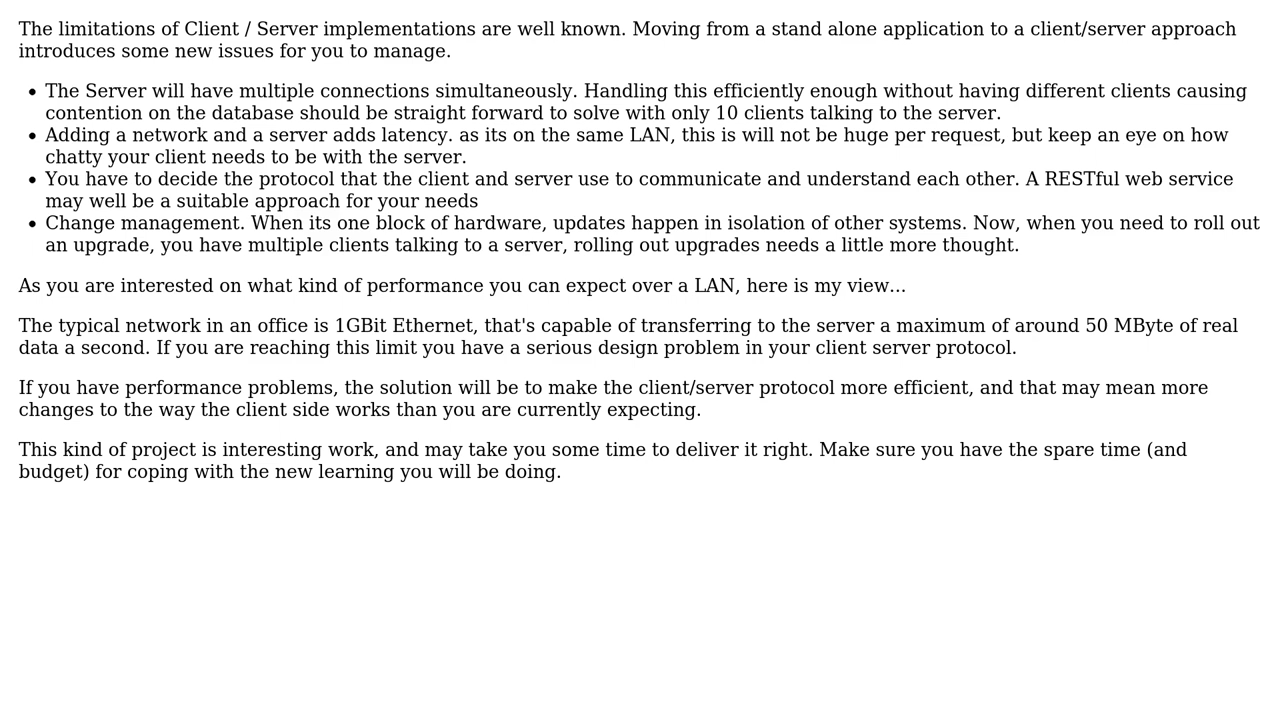 The limitations of Client / Server implementations are well known. Moving from a stand alone application to a client/server approach
introduces some new issues for you to manage.
• The Server will have multiple connections simultaneously. Handling this efficiently enough without having different clients causing
contention on the database should be straight forward to solve with only 10 clients talking to the server.
• Adding a network and a server adds latency. as its on the same LAN, this is will not be huge per request, but keep an eye on how
chatty your client needs to be with the server.
• You have to decide the protocol that the client and server use to communicate and understand each other. A RESTful web service
may well be a suitable approach for your needs
• Change management. When its one block of hardware, updates happen in isolation of other systems. Now, when you need to roll out
an upgrade, you have multiple clients talking to a server, rolling out upgrades needs a little more thought.
As you are interested on what kind of performance you can expect over a LAN, here is my view...
The typical network in an office is 1GBit Ethernet, that's capable of transferring to the server a maximum of around 50 MByte of real
data a second. If you are reaching this limit you have a serious design problem in your client server protocol.
If you have performance problems, the solution will be to make the client/server protocol more efficient, and that may mean more
changes to the way the client side works than you are currently expecting.
This kind of project is interesting work, and may take you some time to deliver it right. Make sure you have the spare time (and
budget) for coping with the new learning you will be doing.